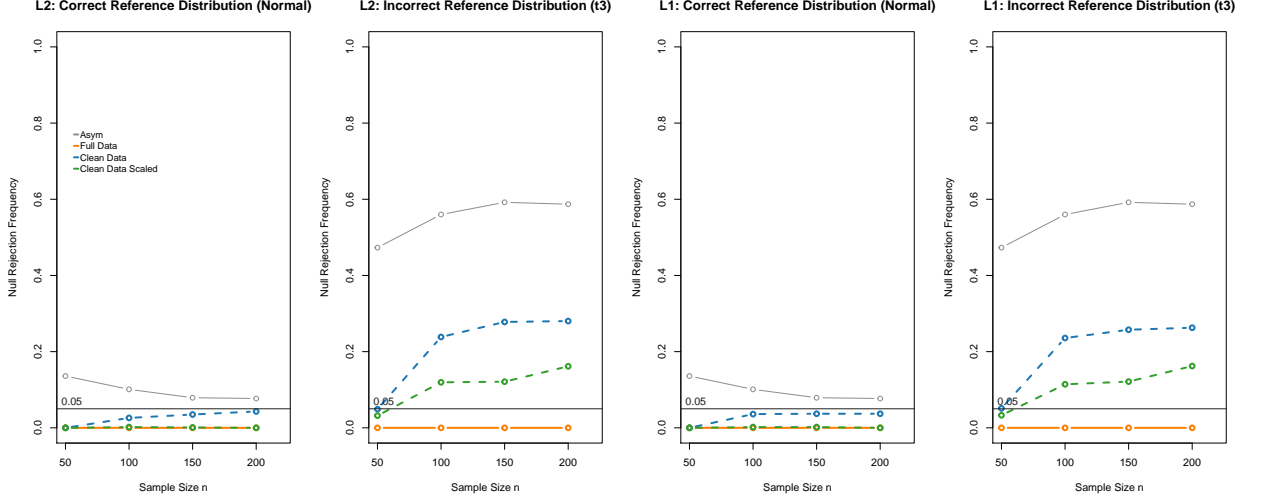 L2: Correct Reference Distribution (Normal)
Null Rejection Frequency
1.0
0.8
0.6
0.4
0.2
0.0
Asym
Full Data
Clean Data
Clean Data Scaled
0.05
50
100
150
200
Sample Size n
L2: Incorrect Reference Distribution (t3)
Null Rejection Frequency
1.0
0.8
0.6
0.4
0.2
0.0
0.05
50
100
150
200
Sample Size n
L1: Correct Reference Distribution (Normal)
Null Rejection Frequency
1.0
0.8
0.6
0.4
0.2
0.0
0.05
50
100
150
200
Sample Size n
L1: Incorrect Reference Distribution (t3)
Null Rejection Frequency
1.0
0.8
0.6
0.4
0.2
0.0
0.05
50
100
150
200
Sample Size n